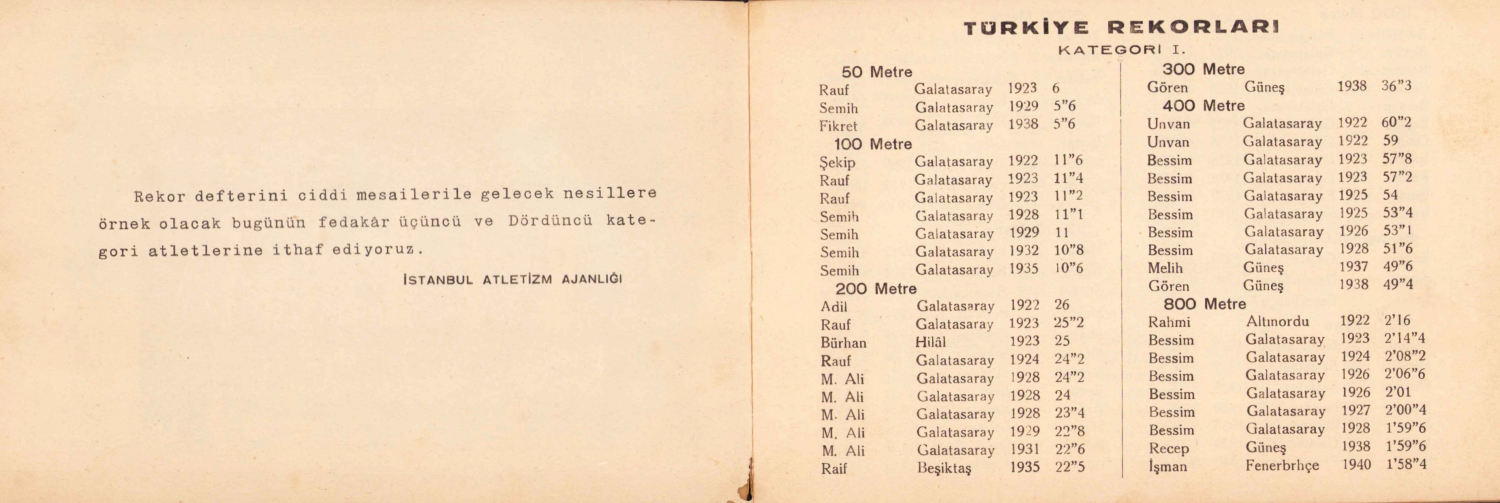 Rekor defterini ciddi mesailerile gelecek nesillere
örnek olacak bugünün fedakâr üçüncü ve Dördüncü kate-
gori atletlerine ithaf ediyoruz.
İSTANBUL ATLETİZM AJANLIĞI
TÜRKİYE REKORLARI
KATEGORİ I.
50 Metre
Rauf Galatasaray 1923 6
Semih Galatasaray 1929 5"6
Fikret Galatasaray 1938 5"6
100 Metre
Şekip Galatasaray 1922 11"6
Rauf Galatasaray 1923 11"4
Rauf Galatasaray 1923 11"2
Semih Galatasaray 1928 11"1
Semih Galatasaray 1929 11
Semih Galatasaray 1932 10"8
Semih Galatasaray 1935 10"6
200 Metre
Adil Galatasaray 1922 26
Rauf Galatasaray 1923 25"2
Bürhan Hilâl 1923 25
Rauf Galatasaray 1924 24"2
M. Ali Galatasaray 1928 24"2
M. Ali Galatasaray 1928 24
M. Ali Galatasaray 1928 23"4
M. Ali Galatasaray 1929 22"8
M. Ali Galatasaray 1931 22"6
Raif Beşiktaş 1935 22"5
300 Metre
Gören Güneş 1938 36"3
400 Metre
Unvan Galatasaray 1922 60"2
Unvan Galatasaray 1922 59
Bessim Galatasaray 1923 57"8
Bessim Galatasaray 1923 57"2
Bessim Galatasaray 1925 54
Bessim Galatasaray 1925 53"4
Bessim Galatasaray 1926 53"1
Bessim Galatasaray 1928 51"6
Melih Güneş 1937 49"6
Gören Güneş 1938 49"4
800 Metre
Rahmi Altınordu 1922 2'16
Bessim Galatasaray 1923 2'14"4
Bessim Galatasaray 1924 2'08"2
Bessim Galatasaray 1926 2'06"6
Bessim Galatasaray 1926 2'01
Bessim Galatasaray 1927 2'00"4
Bessim Galatasaray 1928 1'59"6
Recep Güneş 1938 1'59"6
İşman Fenerbrhçe 1940 1'58"4